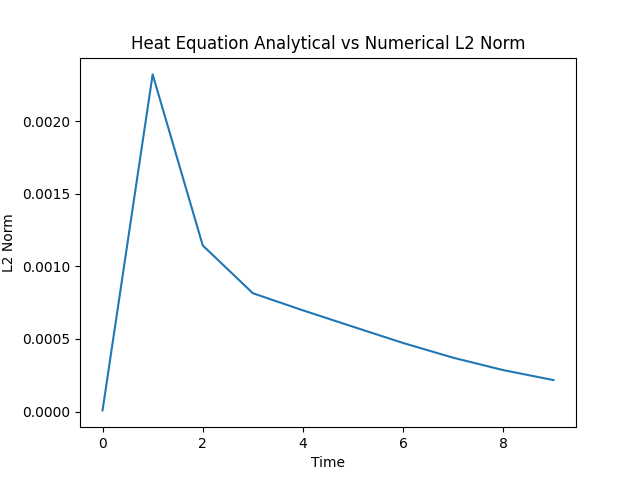 Heat Equation Analytical vs Numerical L2 Norm
L2 Norm
0.0020
0.0015
0.0010
0.0005
0.0000
0 2 4 6 8
Time